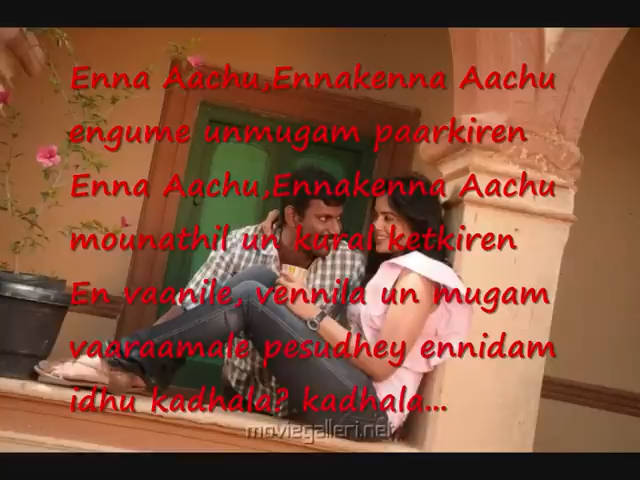 Enna Aachu,Ennakenna Aachu
engume unmugam paarkiren
Enna Aachu,Ennakenna Aachu
mounathil un kural ketkiren
En vaanile, vennila un mugam
vaaraamale pesudhey ennidam
idhu kadhala? kadhala...
moviegalleri.net